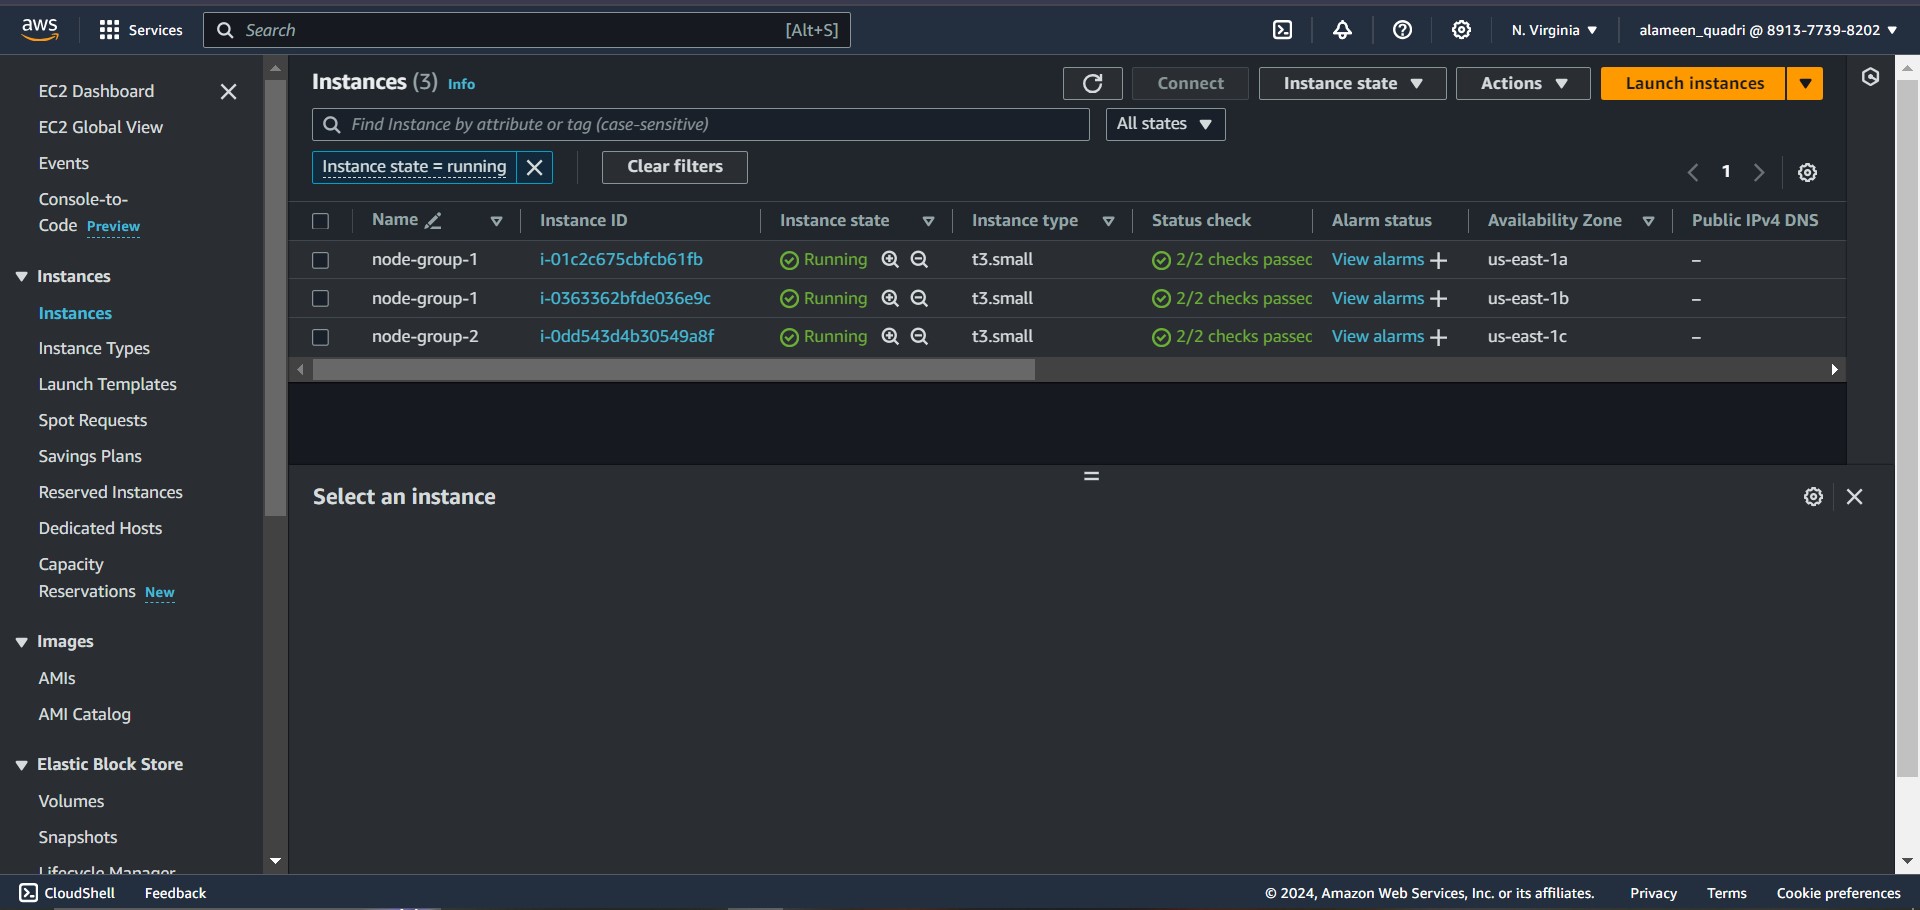 aws
Services
Search
[Alt+S]
N. Virginia
alameen_quadri @ 8913-7739-8202
EC2 Dashboard
EC2 Global View
Events
Console-to-
Code Preview
Instances
Instances
Instance Types
Launch Templates
Spot Requests
Savings Plans
Reserved Instances
Dedicated Hosts
Capacity
Reservations New
Images
AMIs
AMI Catalog
Elastic Block Store
Volumes
Snapshots
Lifecycle Manager
Instances (3) Info
Connect
Instance state
Actions
Launch instances
Find Instance by attribute or tag (case-sensitive)
All states
Instance state = running
Clear filters
1
Name Instance ID Instance state Instance type Status check Alarm status Availability Zone Public IPv4 DNS
node-group-1 i-01c2c675cbfcb61fb Running t3.small 2/2 checks passec View alarms + us-east-1a –
node-group-1 i-0363362bfde036e9c Running t3.small 2/2 checks passec View alarms + us-east-1b –
node-group-2 i-0dd543d4b30549a8f Running t3.small 2/2 checks passec View alarms + us-east-1c –
Select an instance
CloudShell
Feedback
© 2024, Amazon Web Services, Inc. or its affiliates.
Privacy
Terms
Cookie preferences